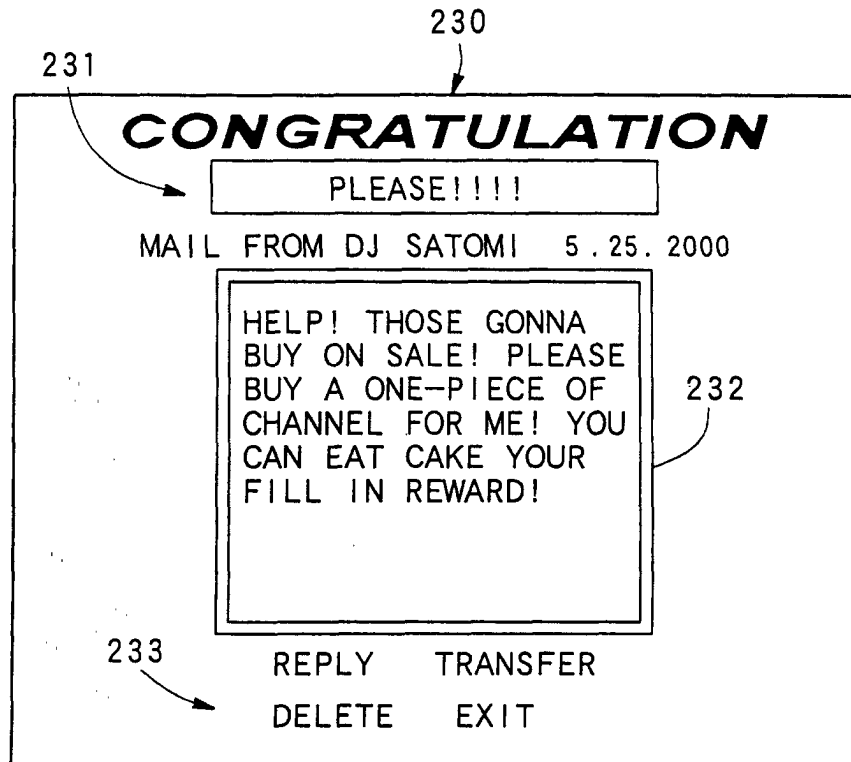 230
231
CONGRATULATION
PLEASE!!!!
MAIL FROM DJ SATOMI 5.25.2000
HELP! THOSE GONNA
BUY ON SALE! PLEASE
BUY A ONE-PIECE OF
CHANNEL FOR ME! YOU
CAN EAT CAKE YOUR
FILL IN REWARD!
232
233
REPLY TRANSFER
DELETE EXIT